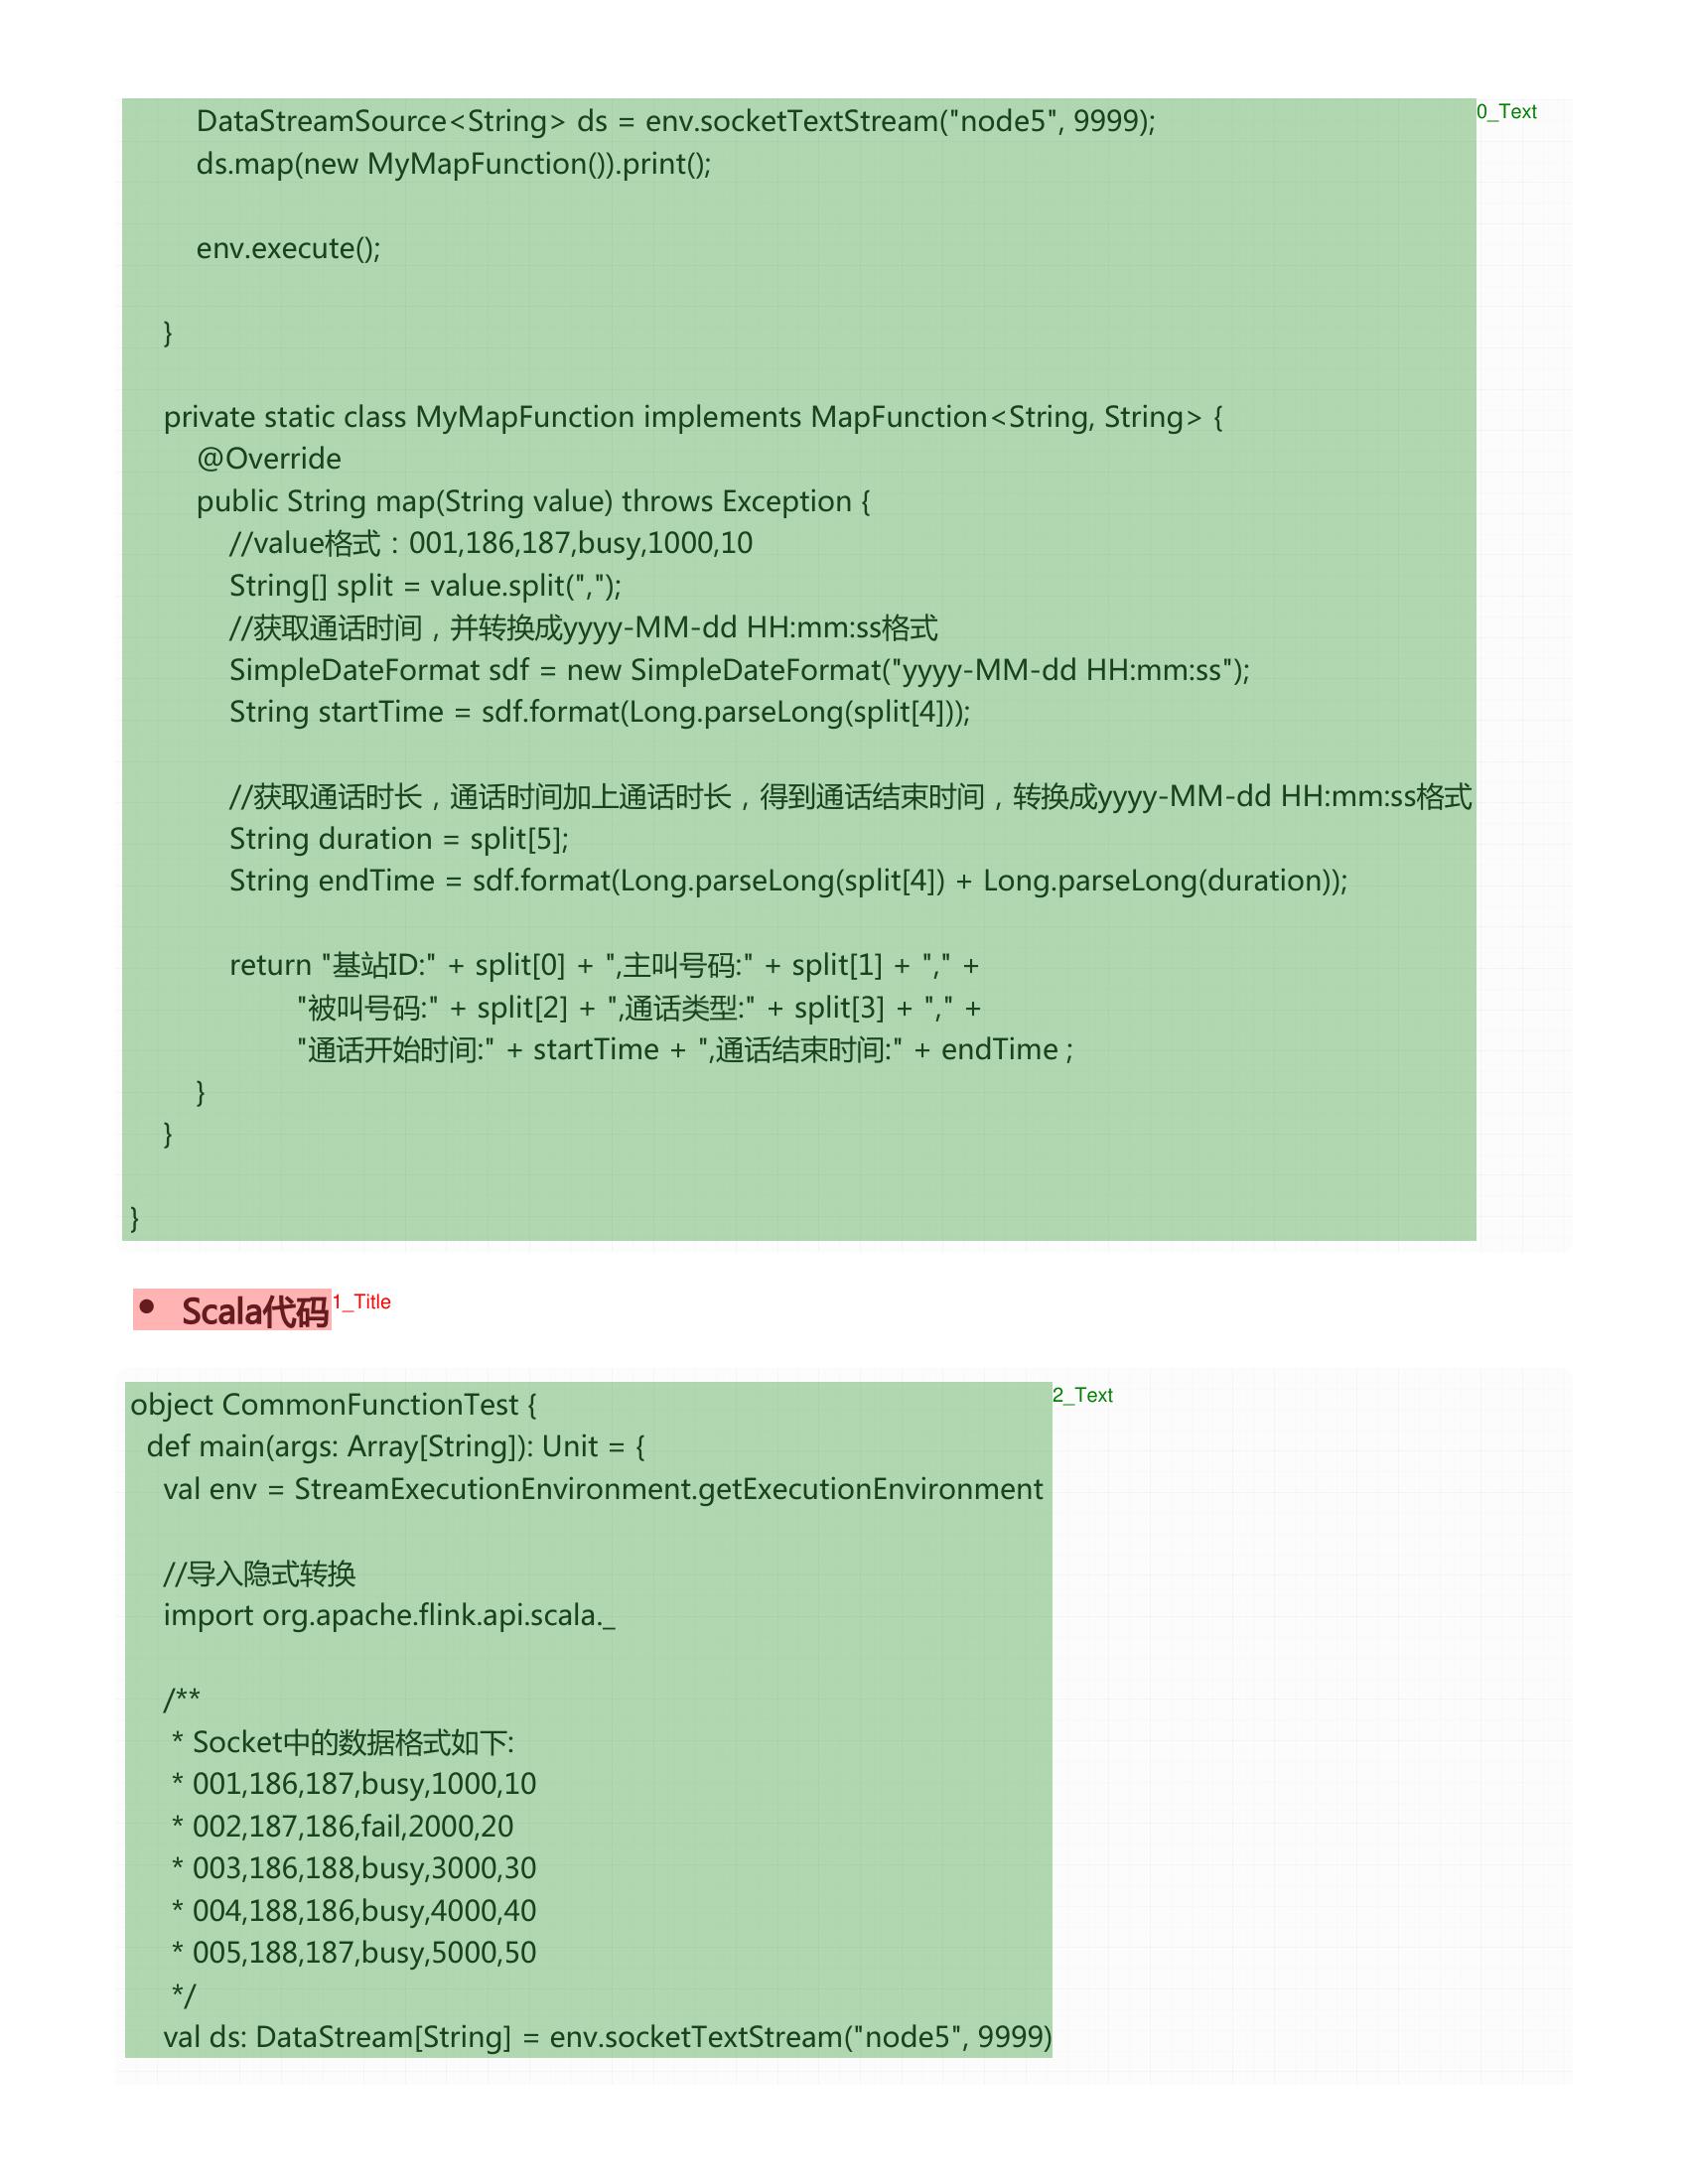 DataStreamSource<String> ds = env.socketTextStream("node5", 9999);
0_Text
ds.map(new MyMapFunction()).print();
env.execute();
}
private static class MyMapFunction implements MapFunction<String, String> {
@Override
public String map(String value) throws Exception {
//value格式：001,186,187,busy,1000,10
String[] split = value.split(",");
//获取通话时间，并转换成yyyy-MM-dd HH:mm:ss格式
SimpleDateFormat sdf = new SimpleDateFormat("yyyy-MM-dd HH:mm:ss");
String startTime = sdf.format(Long.parseLong(split[4]));
//获取通话时长，通话时间加上通话时长，得到通话结束时间，转换成yyyy-MM-dd HH:mm:ss格式
String duration = split[5];
String endTime = sdf.format(Long.parseLong(split[4]) + Long.parseLong(duration));
return "基站ID:" + split[0] + ",主叫号码:" + split[1] + "," +
"被叫号码:" + split[2] + ",通话类型:" + split[3] + "," +
"通话开始时间:" + startTime + ",通话结束时间:" + endTime ;
}
}
}
• Scala代码
1_Title
object CommonFunctionTest {
2_Text
def main(args: Array[String]): Unit = {
val env = StreamExecutionEnvironment.getExecutionEnvironment
//导入隐式转换
import org.apache.flink.api.scala._
/**
* Socket中的数据格式如下:
* 001,186,187,busy,1000,10
* 002,187,186,fail,2000,20
* 003,186,188,busy,3000,30
* 004,188,186,busy,4000,40
* 005,188,187,busy,5000,50
*/
val ds: DataStream[String] = env.socketTextStream("node5", 9999)